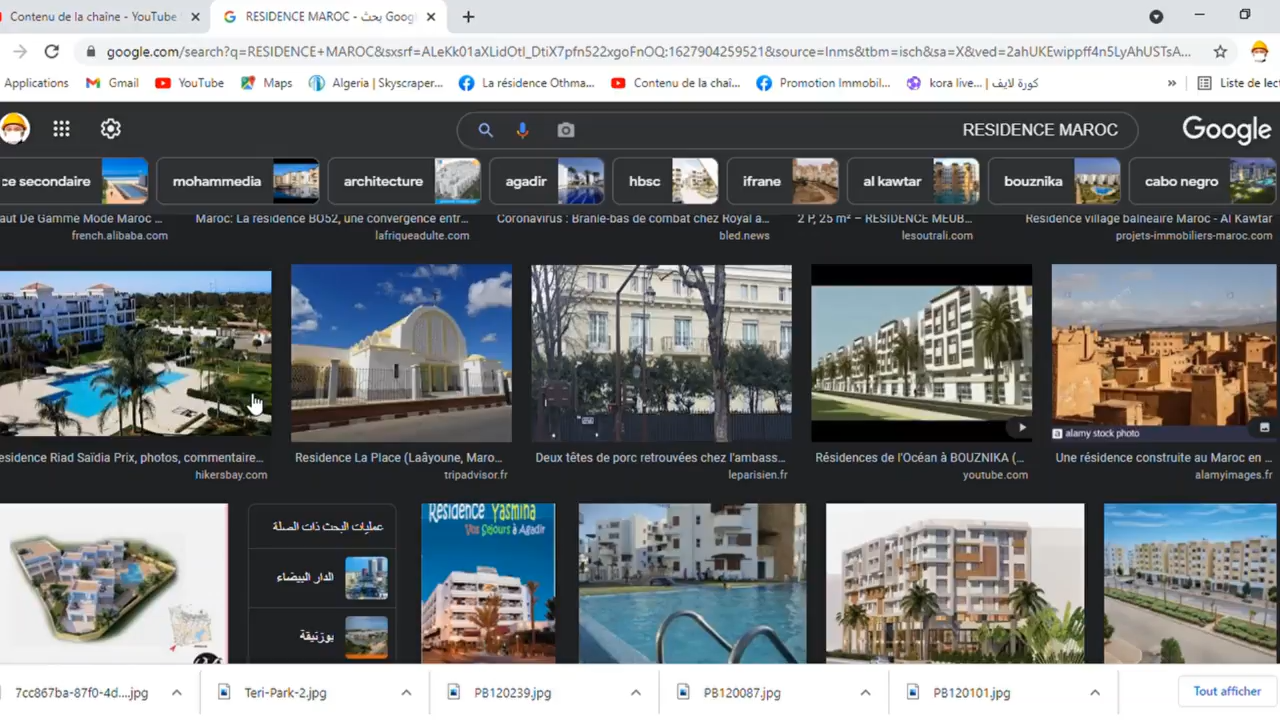 Contenu de la chaîne - YouTube
RESIDENCE MAROC - بحث Goog
google.com/search?q=RESIDENCE+MAROC&sxsrf=ALeKk01aXLidOtI_DtiX7pfn522xgoFnOQ:1627904259521&source=lnms&tbm=isch&sa=X&ved=2ahUKEwippff4n5LyAhUSTsA...
Applications
Gmail
YouTube
Maps
Algeria | Skyscraper...
La résidence Othma...
Contenu de la chaî...
Promotion Immobil...
kora live... | كورة لايف
»
Liste de lect
RESIDENCE MAROC
Google
ce secondaire
mohammedia
architecture
agadir
hbsc
ifrane
al kawtar
bouznika
cabo negro
aut De Gamme Mode Maroc ...
Maroc: La résidence BO52, une convergence entr...
Coronavirus : Branle-bas de combat chez Royal a...
2 P, 25 m² – RESIDENCE MEUB...
Résidence village balnéaire Maroc - Al Kawtar
french.alibaba.com
lafriqueadulte.com
bled.news
lesoutrali.com
projets-immobiliers-maroc.com
alamy stock photo
esidence Riad Saïdia Prix, photos, commentaire...
Residence La Place (Laâyoune, Maro...
Deux têtes de porc retrouvées chez l'ambass...
Résidences de l'Océan à BOUZNIKA (...
Une résidence construite au Maroc en ...
hikersbay.com
tripadvisor.fr
leparisien.fr
youtube.com
alamyimages.fr
عمليات البحث ذات الصلة
الدار البيضاء
بوزنيقة
Résidence Yasmina
Vos Séjours à Agadir
7cc867ba-87f0-4d....jpg
Teri-Park-2.jpg
PB120239.jpg
PB120087.jpg
PB120101.jpg
Tout afficher